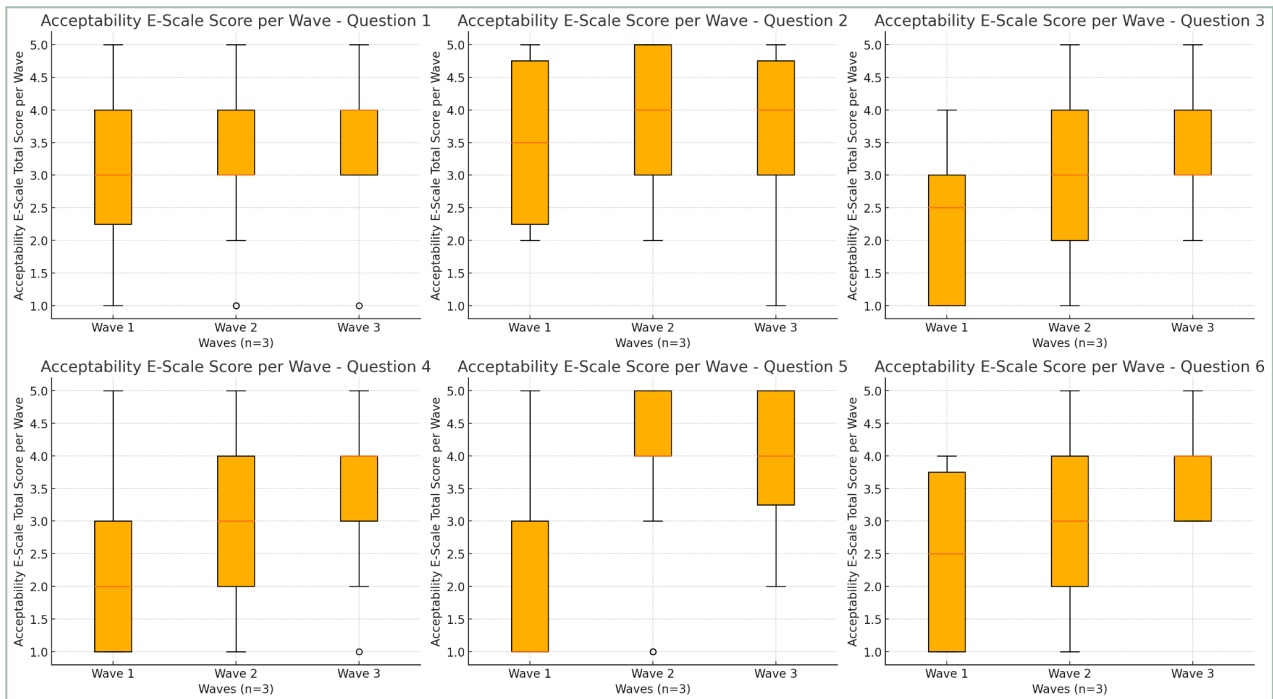 Acceptability E-Scale Score per Wave - Question 1
Acceptability E-Scale Total Score per Wave
5.0
4.5
4.0
3.5
3.0
2.5
2.0
1.5
1.0
Wave 1 Wave 2 Wave 3
Waves (n=3)
Acceptability E-Scale Score per Wave - Question 2
Acceptability E-Scale Total Score per Wave
5.0
4.5
4.0
3.5
3.0
2.5
2.0
1.5
1.0
Wave 1 Wave 2 Wave 3
Waves (n=3)
Acceptability E-Scale Score per Wave - Question 3
Acceptability E-Scale Total Score per Wave
5.0
4.5
4.0
3.5
3.0
2.5
2.0
1.5
1.0
Wave 1 Wave 2 Wave 3
Waves (n=3)
Acceptability E-Scale Score per Wave - Question 4
Acceptability E-Scale Total Score per Wave
5.0
4.5
4.0
3.5
3.0
2.5
2.0
1.5
1.0
Wave 1 Wave 2 Wave 3
Waves (n=3)
Acceptability E-Scale Score per Wave - Question 5
Acceptability E-Scale Total Score per Wave
5.0
4.5
4.0
3.5
3.0
2.5
2.0
1.5
1.0
Wave 1 Wave 2 Wave 3
Waves (n=3)
Acceptability E-Scale Score per Wave - Question 6
Acceptability E-Scale Total Score per Wave
5.0
4.5
4.0
3.5
3.0
2.5
2.0
1.5
1.0
Wave 1 Wave 2 Wave 3
Waves (n=3)